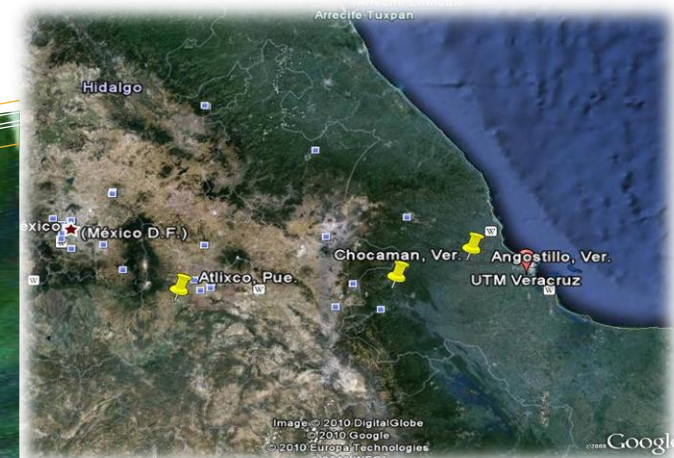 Arrecife Tuxpan
Hidalgo
(México D.F.)
Chocaman, Ver.
Angostillo, Ver.
Atlixco, Pue.
UTM Veracruz
W
W
W
W
W
Image © 2010 DigitalGlobe
© 2010 Google
© 2010 Europa Technologies
Google